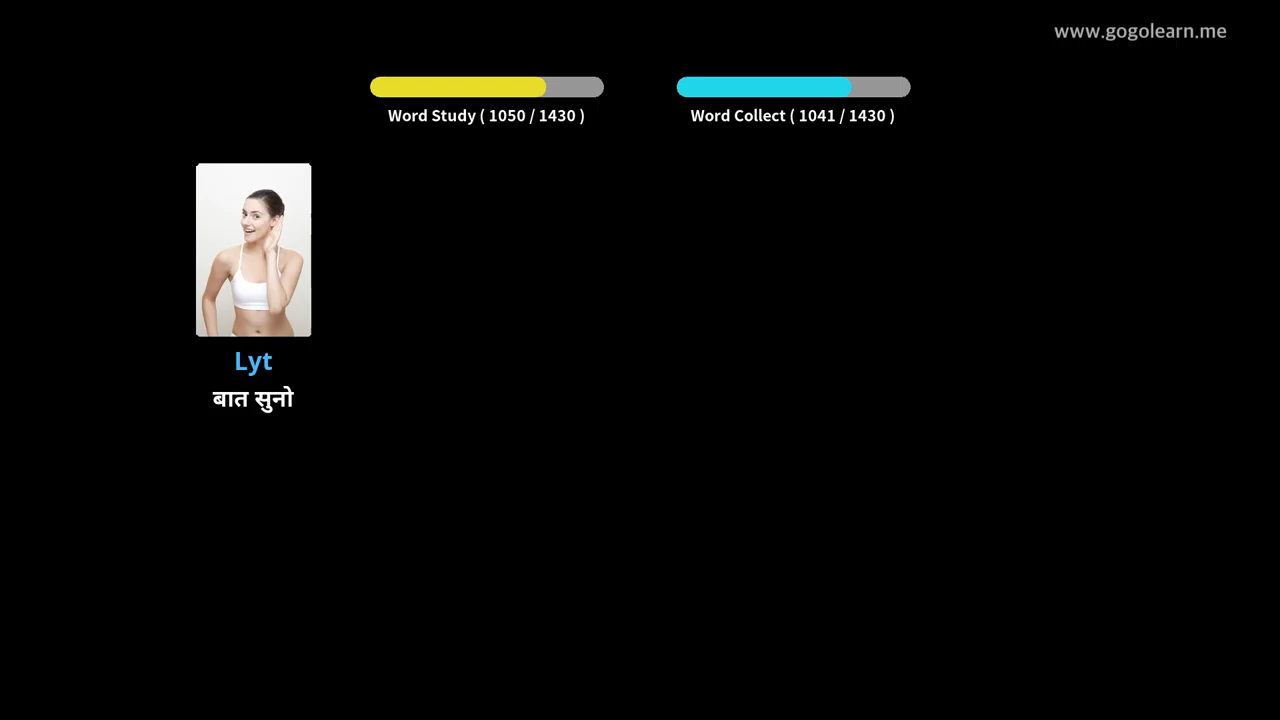 www.gogolearn.me
Word Study ( 1050 / 1430 )
Word Collect ( 1041 / 1430 )
Lyt
बात सुनो